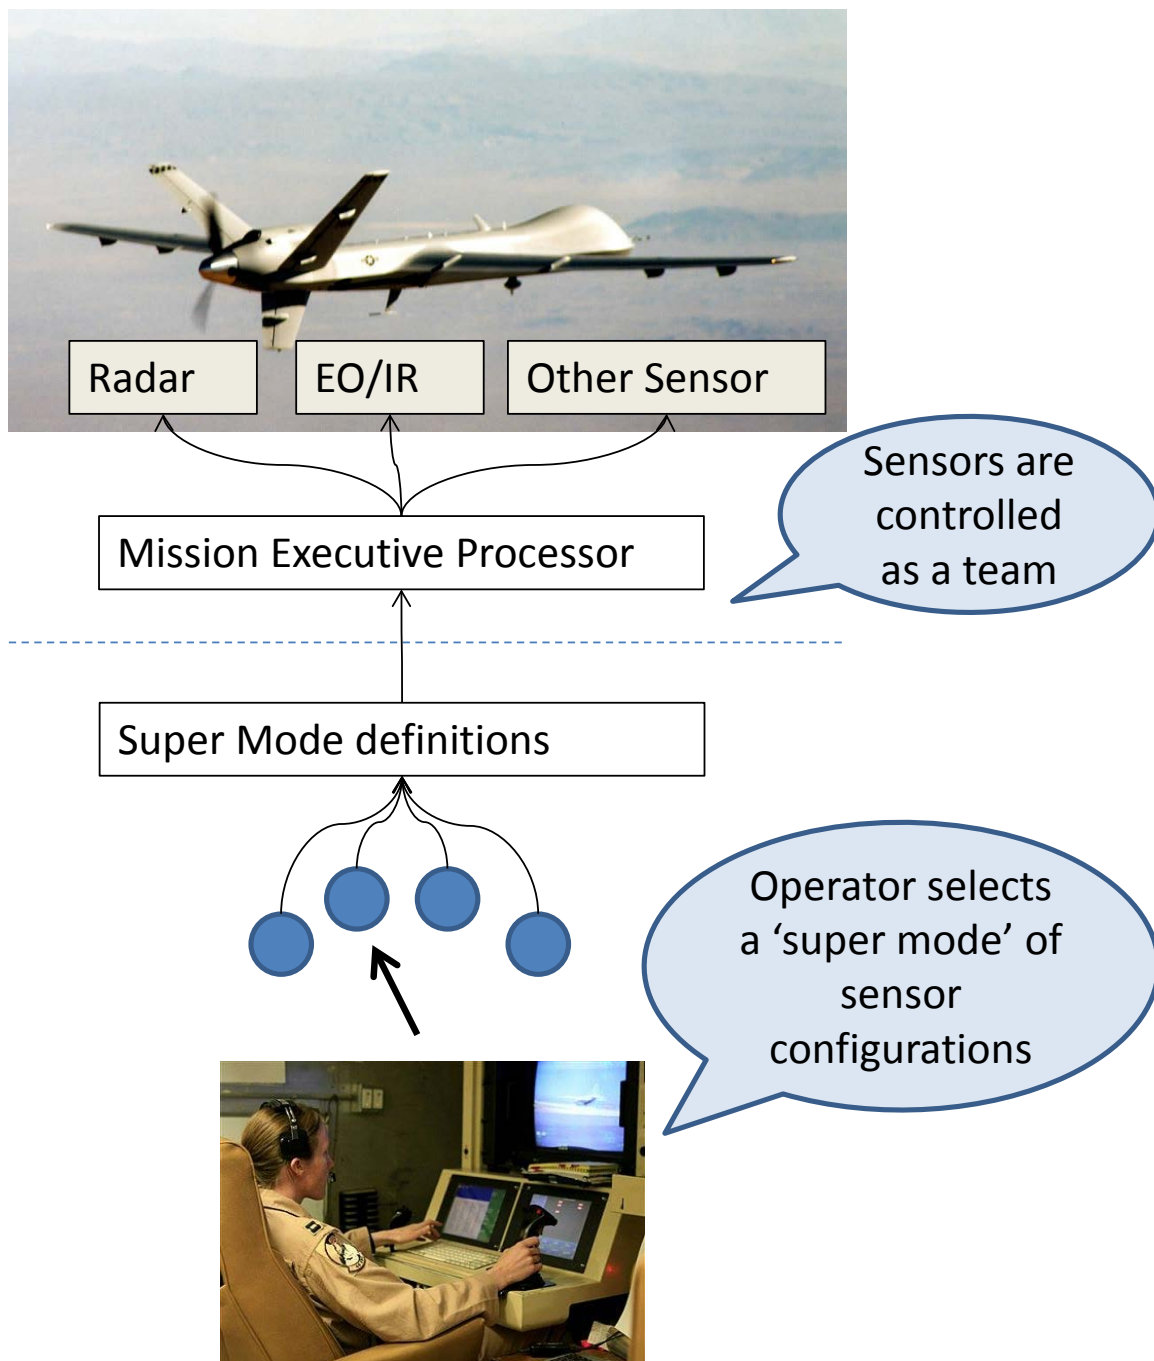 Radar
EO/IR
Other Sensor
Sensors are
controlled
as a team
Mission Executive Processor
Super Mode definitions
Operator selects
a ‘super mode’ of
sensor
configurations